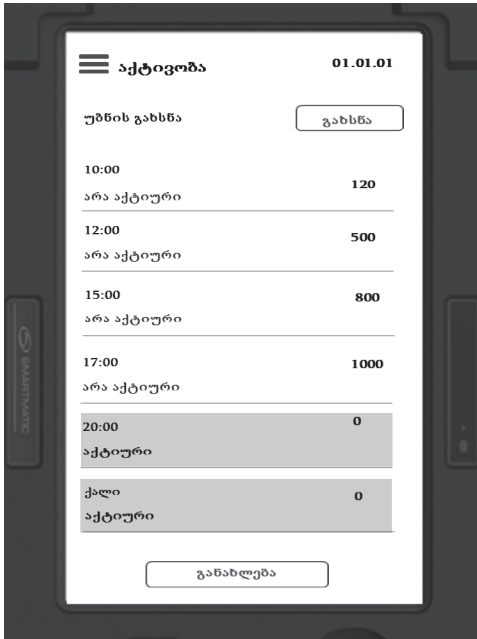 აქტივობა 01.01.01
უბნის გახსნა გახსნა
10:00
არა აქტიური 120
12:00
არა აქტიური 500
15:00
არა აქტიური 800
17:00
არა აქტიური 1000
20:00 0
აქტიური
ქალი 0
აქტიური
განახლება
SMARTMATIC